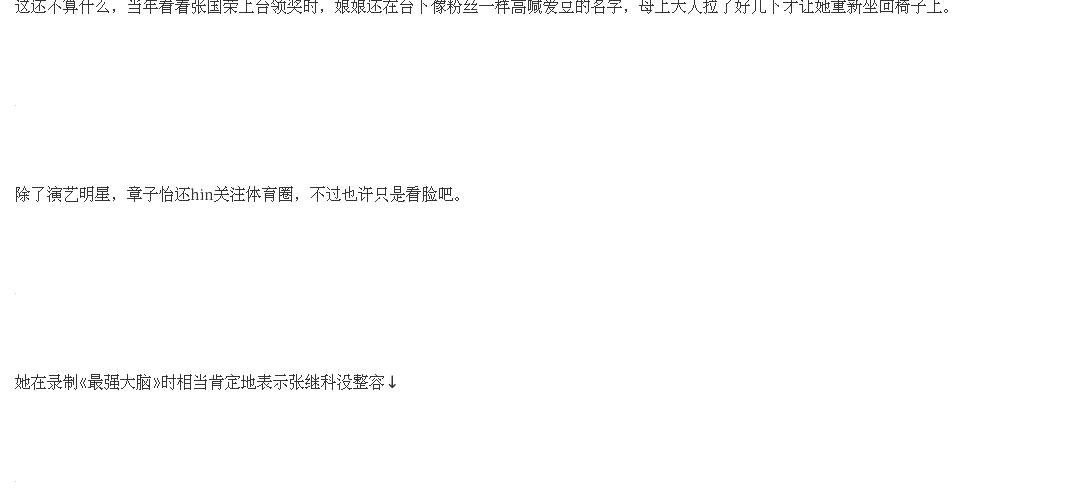 这还不算什么，当年看着张国荣上台领奖时，娘娘还在台下像粉丝一样高喊爱豆的名字，母上大人拉了好几下才让她重新坐回椅子上。
除了演艺明星，章子怡还hin关注体育圈，不过也许只是看脸吧。
她在录制《最强大脑》时相当肯定地表示张继科没整容↓